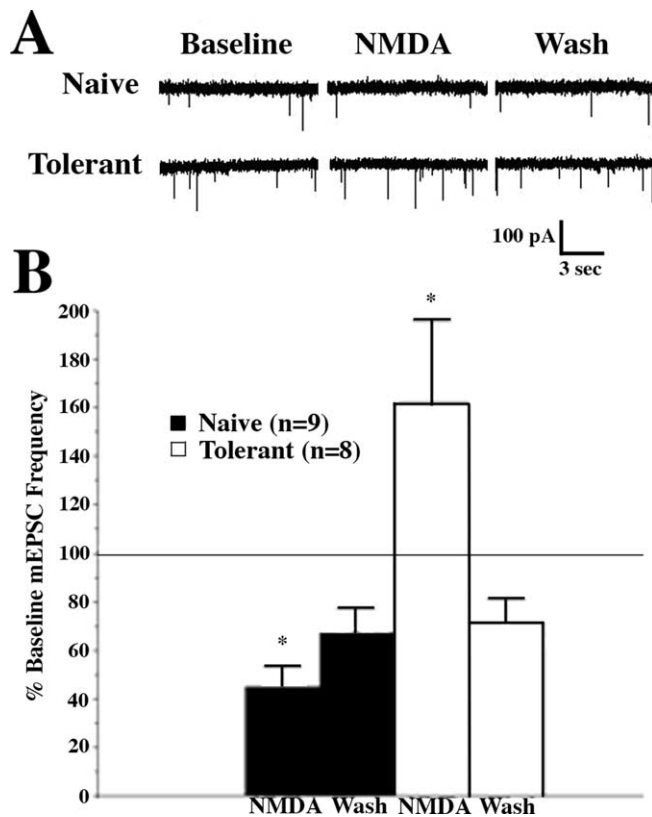 A
Baseline NMDA Wash
Naive
Tolerant
100 pA
3 sec
B
% Baseline mEPSC Frequency
200
180
160
140
120
100
80
60
40
20
0
Naive (n=9)
Tolerant (n=8)
*
*
NMDA Wash NMDA Wash